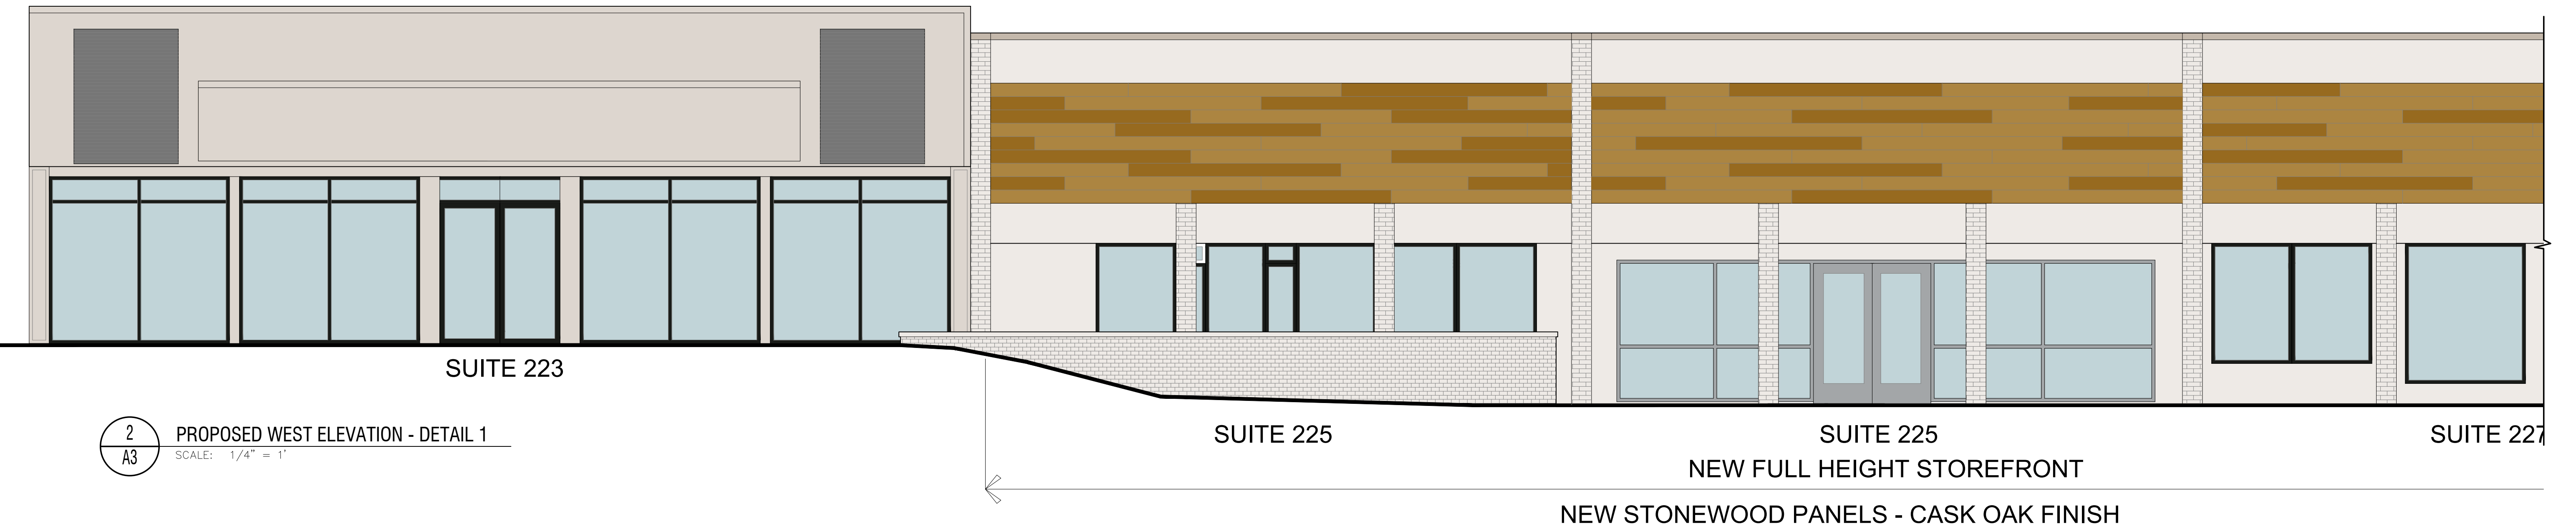 SUITE 223
2
A3
PROPOSED WEST ELEVATION - DETAIL 1
SCALE: 1/4" = 1'
SUITE 225
SUITE 225
SUITE 227
NEW FULL HEIGHT STOREFRONT
NEW STONEWOOD PANELS - CASK OAK FINISH